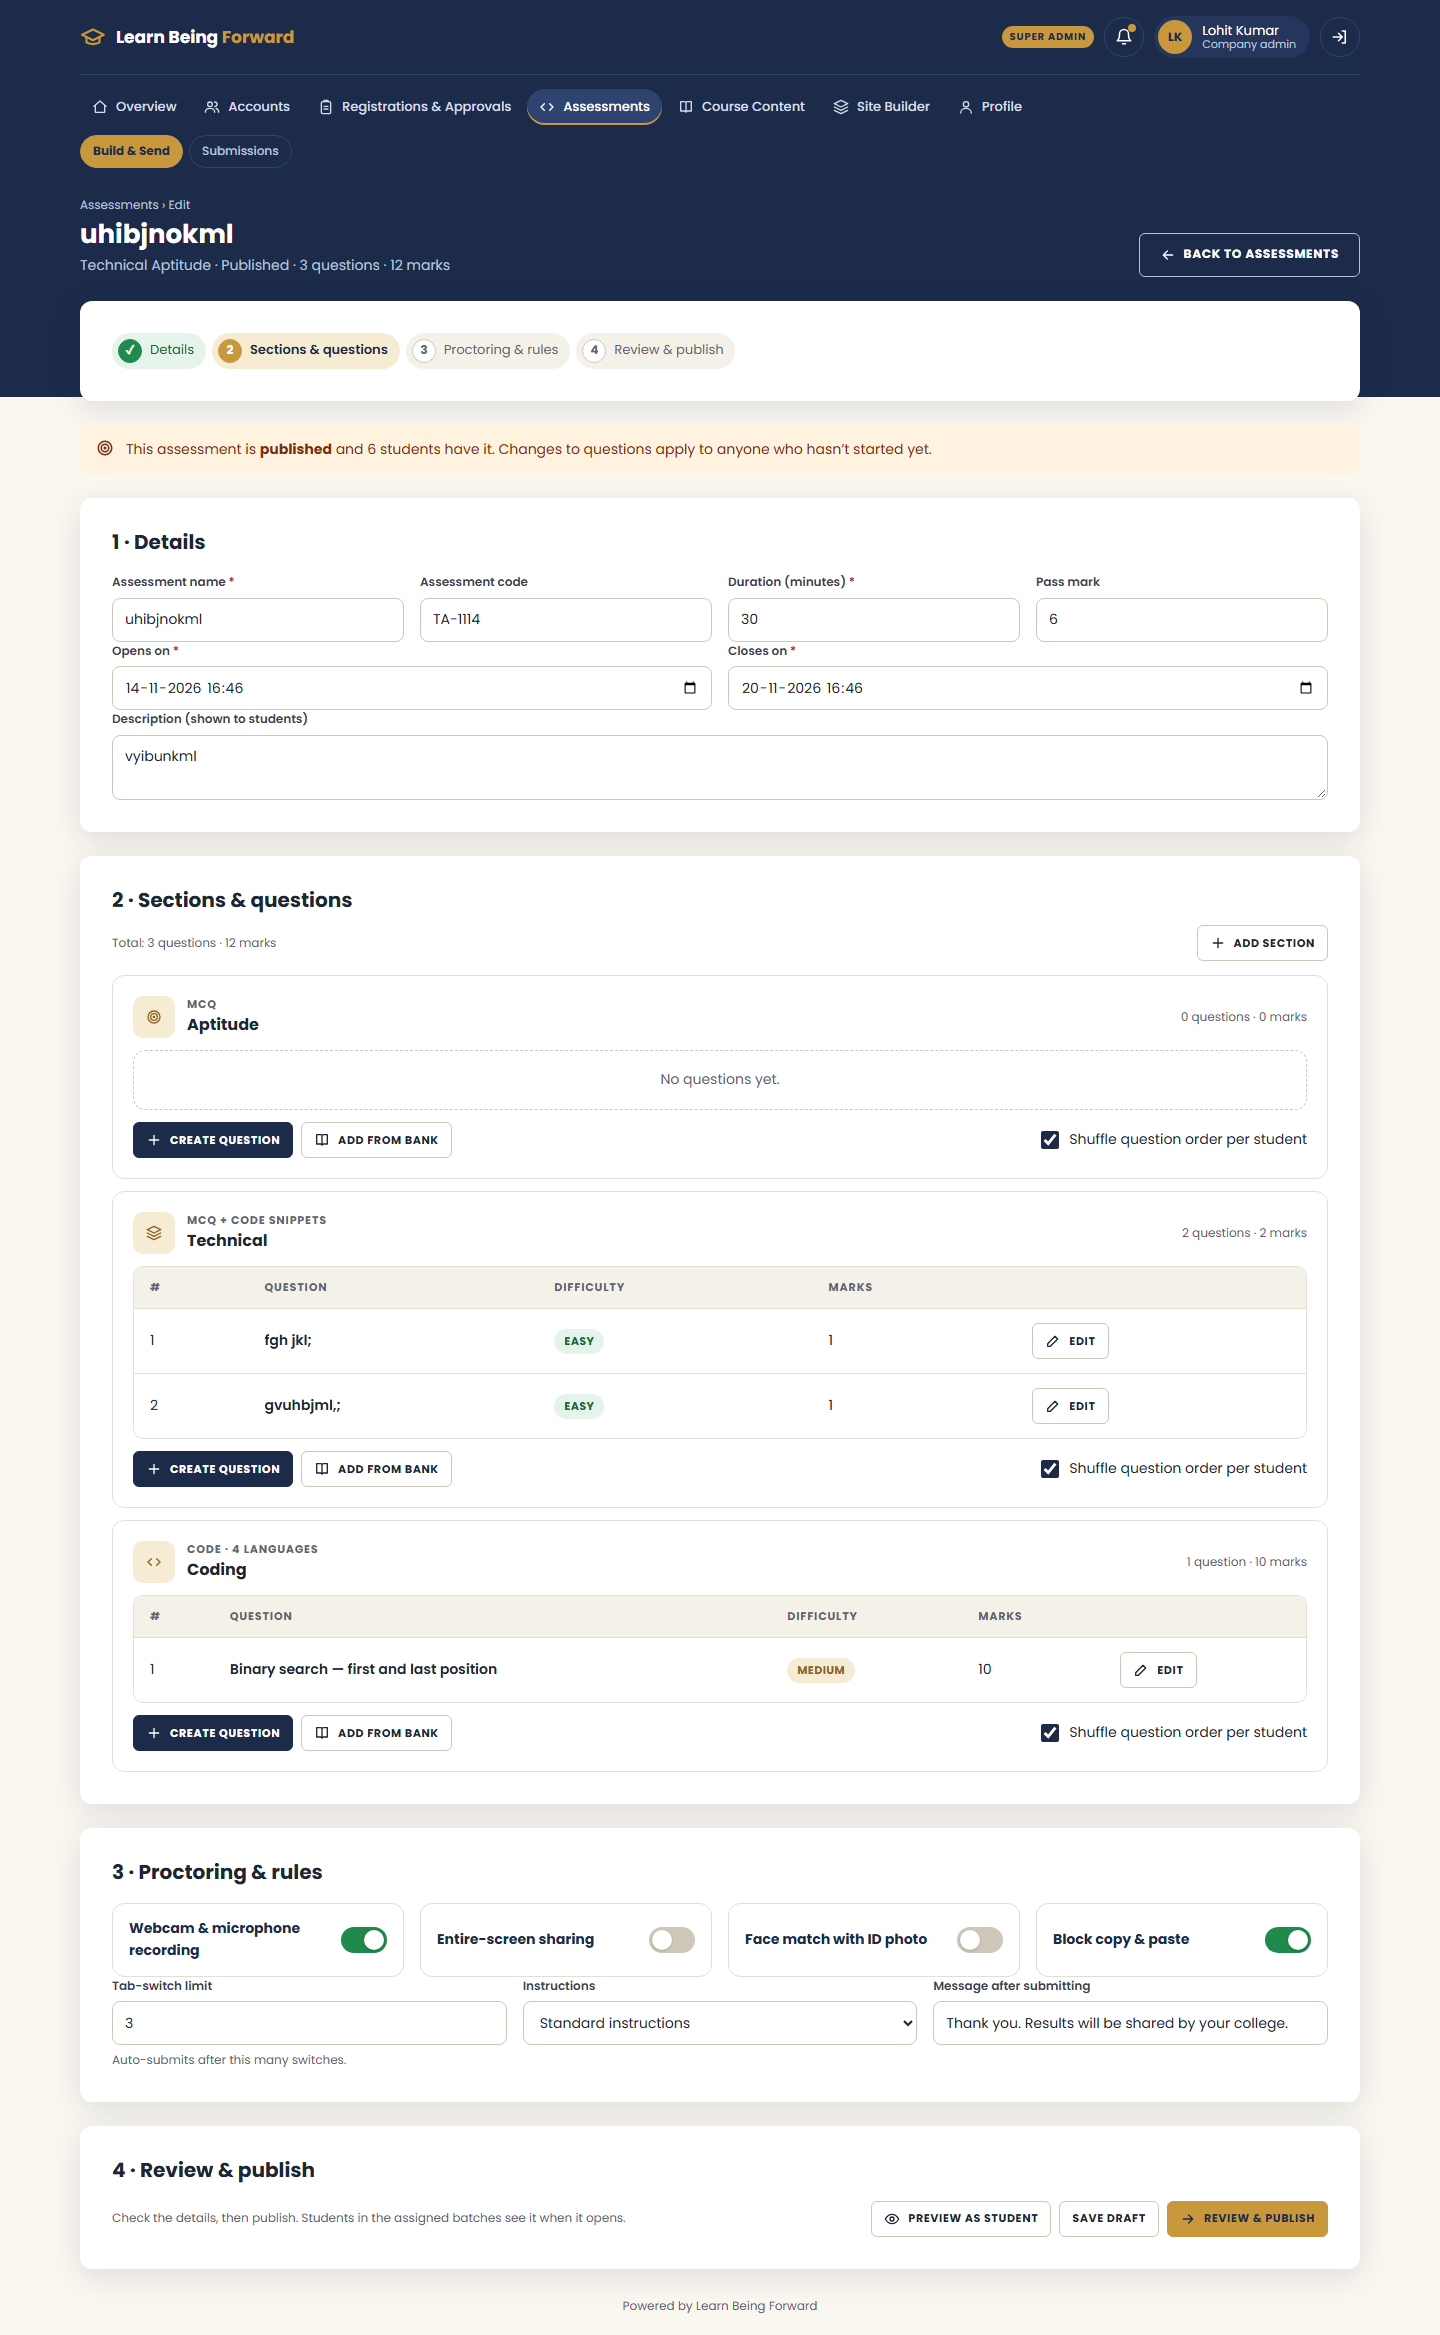 Learn Being Forward
SUPER ADMIN
LK
Lohit Kumar
Company admin
Overview
Accounts
Registrations & Approvals
Assessments
Course Content
Site Builder
Profile
Build & Send
Submissions
Assessments › Edit
uhibjnokml
Technical Aptitude · Published · 3 questions · 12 marks
BACK TO ASSESSMENTS
Details
2 Sections & questions
3 Proctoring & rules
4 Review & publish
This assessment is published and 6 students have it. Changes to questions apply to anyone who hasn't started yet.
1 · Details
Assessment name *
Assessment code
Duration (minutes) *
Pass mark
uhibjnokml
TA-1114
30
6
Opens on *
Closes on *
14-11-2026 16:46
20-11-2026 16:46
Description (shown to students)
vyibunkml
2 · Sections & questions
Total: 3 questions · 12 marks
ADD SECTION
MCQ
Aptitude
0 questions · 0 marks
No questions yet.
CREATE QUESTION
ADD FROM BANK
Shuffle question order per student
MCQ + CODE SNIPPETS
Technical
2 questions · 2 marks
# QUESTION DIFFICULTY MARKS
1 fgh jkl; EASY 1 EDIT
2 gvuhbjml,; EASY 1 EDIT
CREATE QUESTION
ADD FROM BANK
Shuffle question order per student
CODE · 4 LANGUAGES
Coding
1 question · 10 marks
# QUESTION DIFFICULTY MARKS
1 Binary search — first and last position MEDIUM 10 EDIT
CREATE QUESTION
ADD FROM BANK
Shuffle question order per student
3 · Proctoring & rules
Webcam & microphone
recording
Entire-screen sharing
Face match with ID photo
Block copy & paste
Tab-switch limit
Instructions
Message after submitting
3
Standard instructions
Thank you. Results will be shared by your college.
Auto-submits after this many switches.
4 · Review & publish
Check the details, then publish. Students in the assigned batches see it when it opens.
PREVIEW AS STUDENT
SAVE DRAFT
REVIEW & PUBLISH
Powered by Learn Being Forward